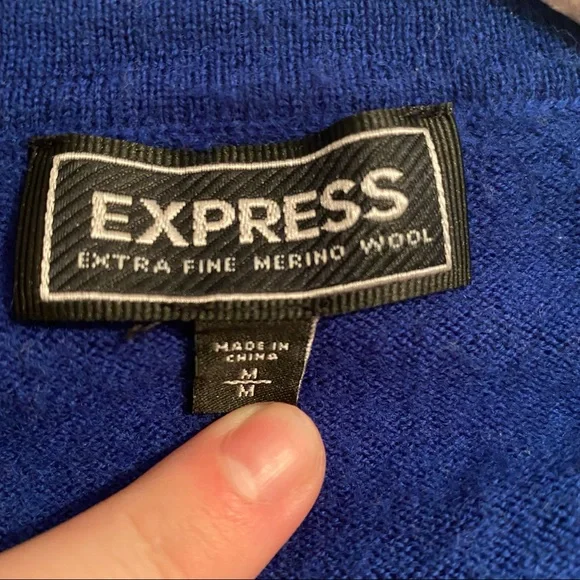 EXPRESS
EXTRA FINE MERINO WOOL
MADE IN
CHINA
M
M